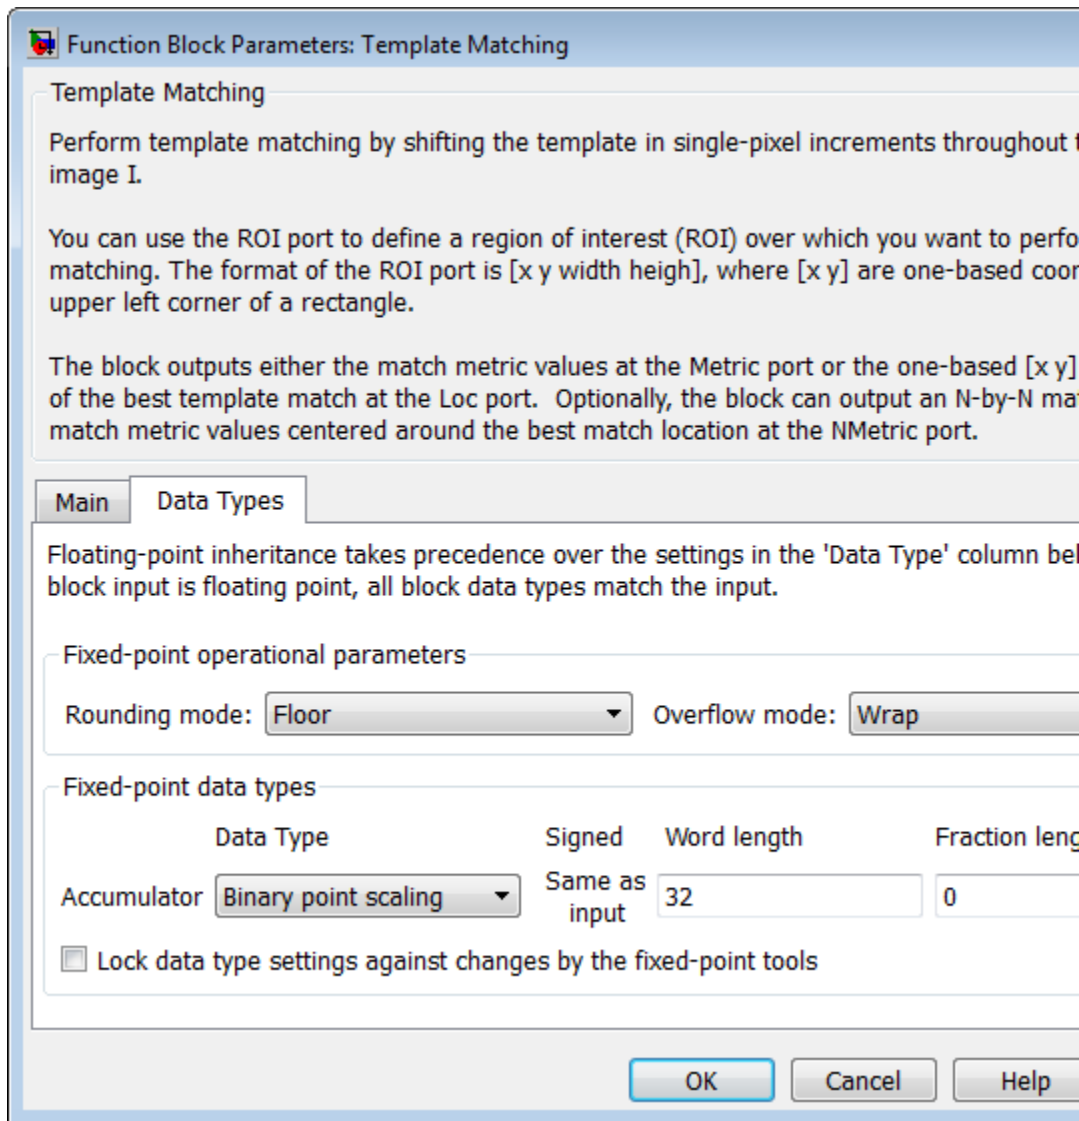 Function Block Parameters: Template Matching
Template Matching
Perform template matching by shifting the template in single-pixel increments throughout
image I.
You can use the ROI port to define a region of interest (ROI) over which you want to
matching. The format of the ROI port is [x y width heigh], where [x y] are one-based
upper left corner of a rectangle.
The block outputs either the match metric values at the Metric port or the one-based [x y]
of the best template match at the Loc port. Optionally, the block can output an N-by-N
match metric values centered around the best match location at the NMetric port.
Main Data Types
Floating-point inheritance takes precedence over the settings in the 'Data Type' column
block input is floating point, all block data types match the input.
Fixed-point operational parameters
Rounding mode: Floor Overflow mode: Wrap
Fixed-point data types
Data Type Signed Word length Fraction
Accumulator Binary point scaling Same as input 32 0
Lock data type settings against changes by the fixed-point tools
OK Cancel Help